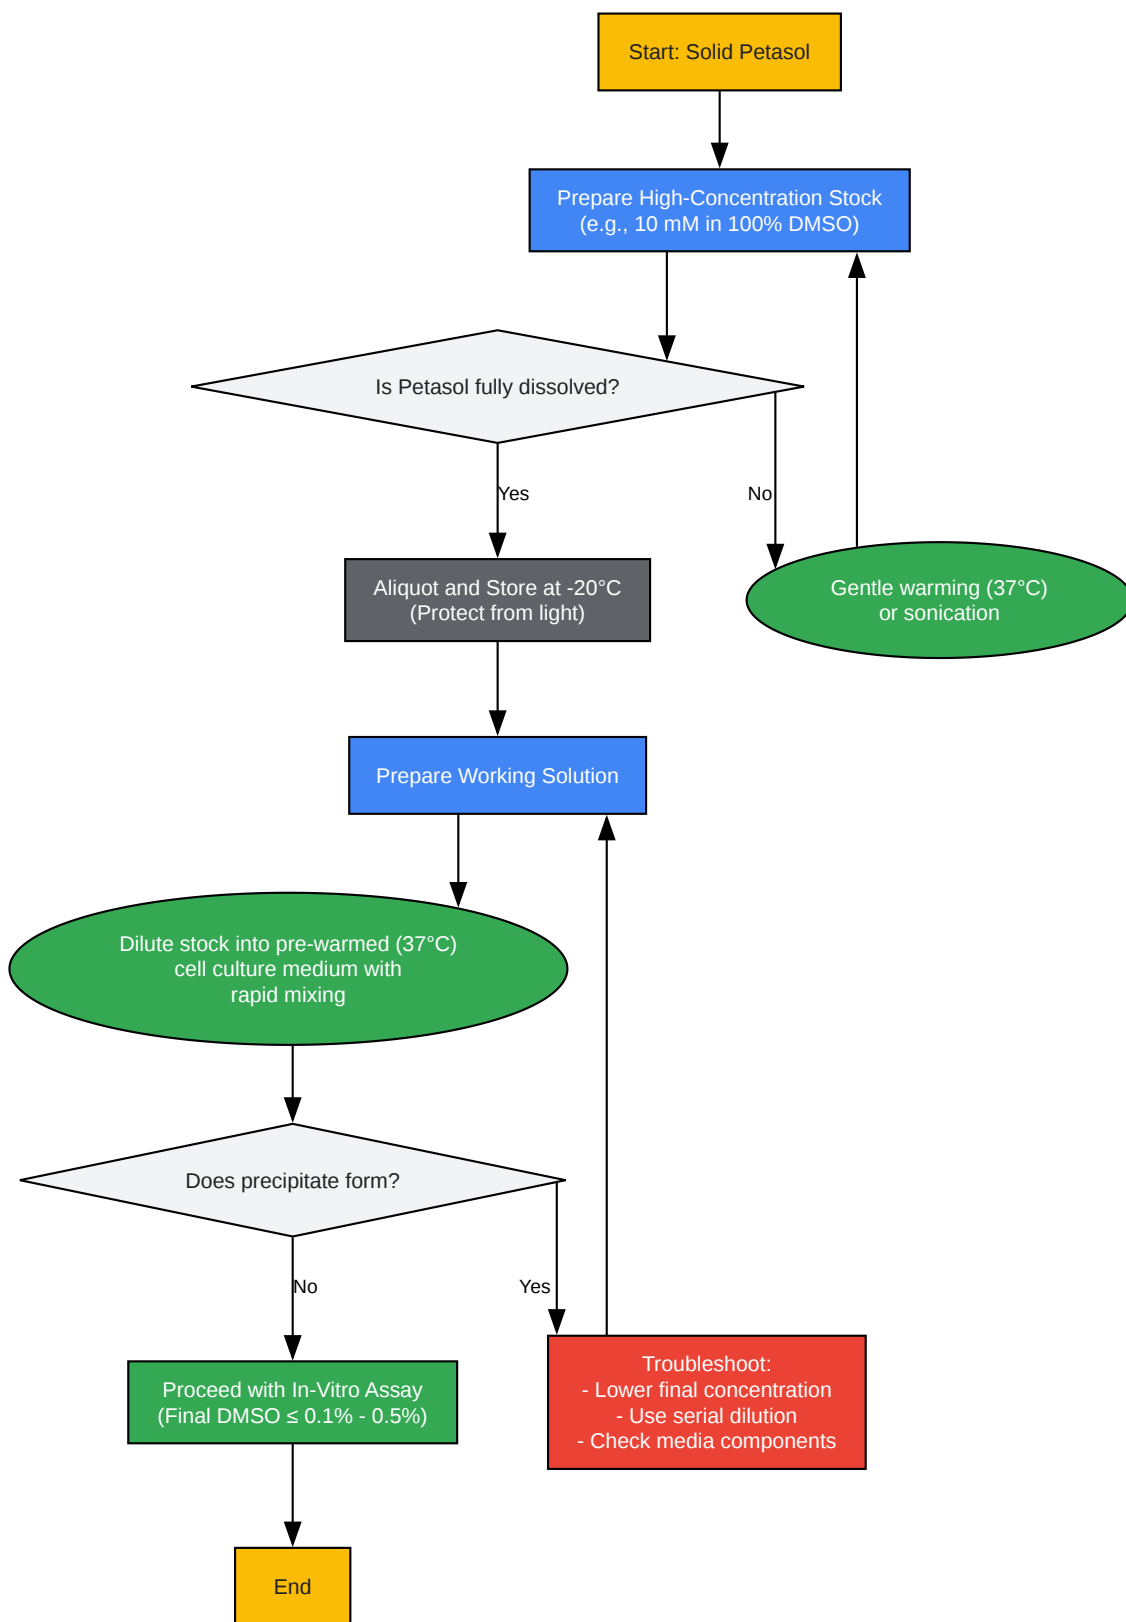 Start: Solid Petasol
Prepare High-Concentration Stock
(e.g., 10 mM in 100% DMSO)
Is Petasol fully dissolved?
Yes
No
Aliquot and Store at -20°C
(Protect from light)
Gentle warming (37°C)
or sonication
Prepare Working Solution
Dilute stock into pre-warmed (37°C)
cell culture medium with
rapid mixing
Does precipitate form?
No
Yes
Proceed with In-Vitro Assay
(Final DMSO ≤ 0.1% - 0.5%)
Troubleshoot:
- Lower final concentration
- Use serial dilution
- Check media components
End